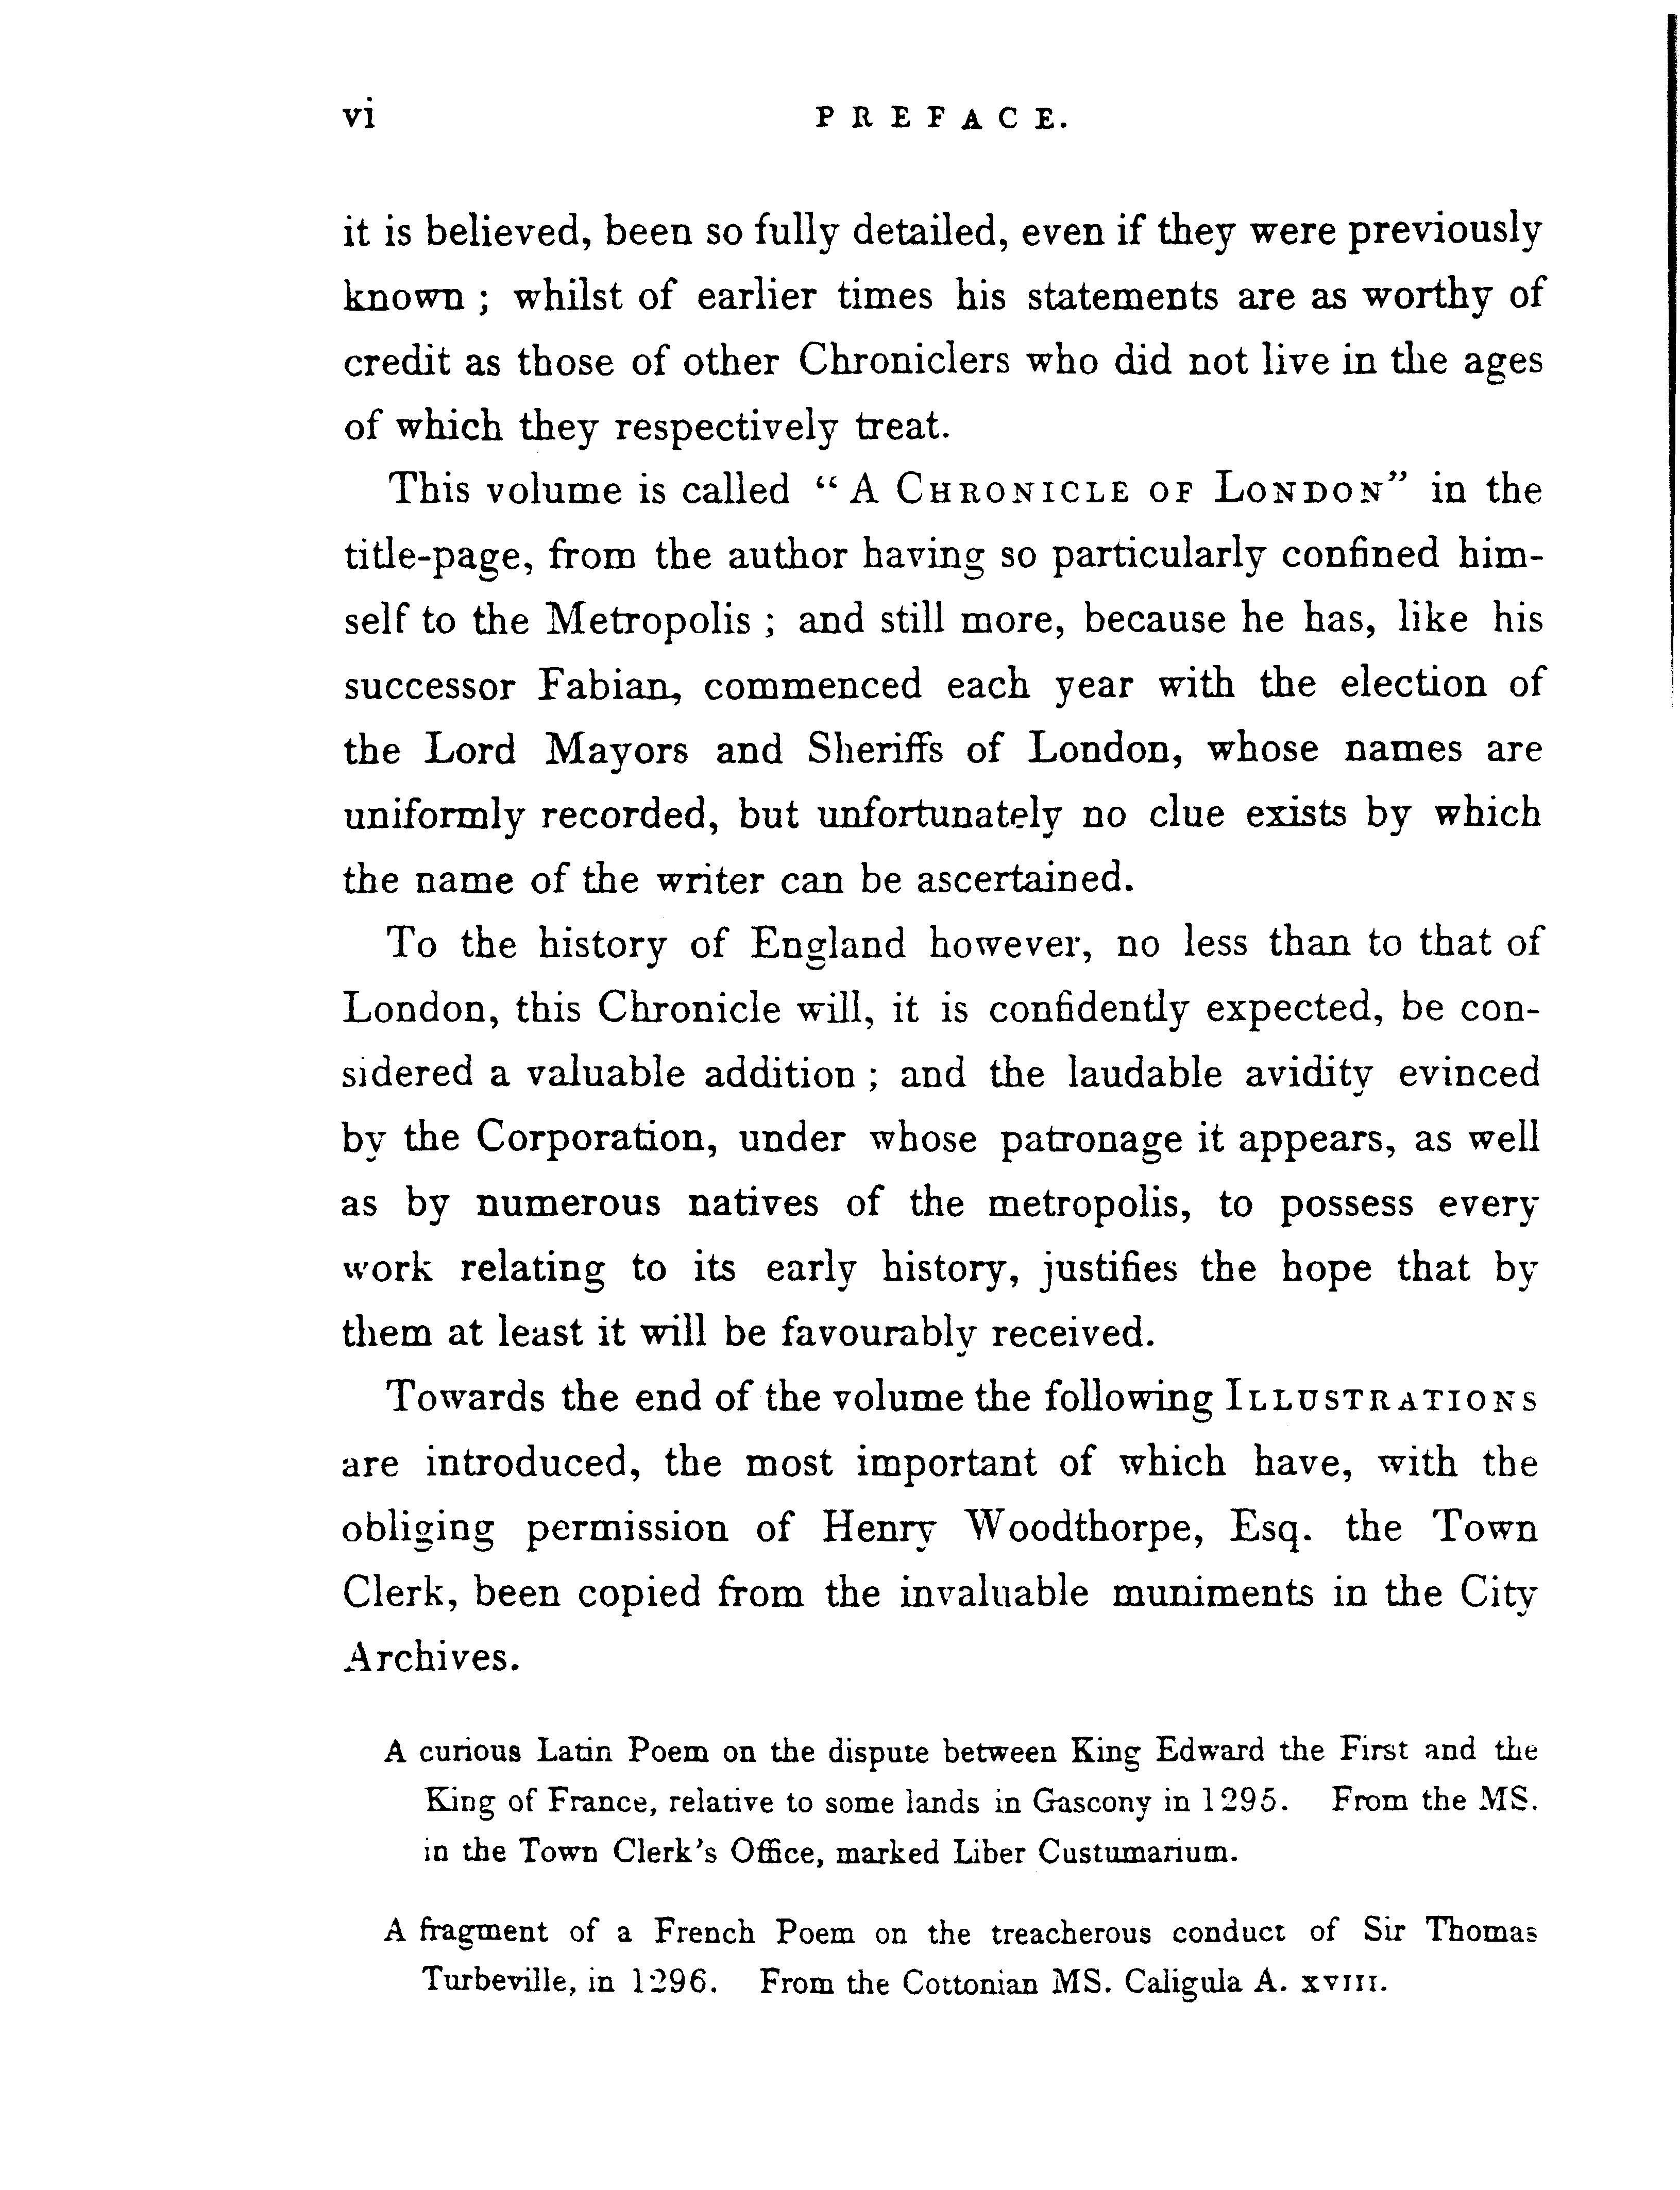 vi PREFACE.
it is believed, been so fully detailed, even if they were previously
known ; whilst of earlier times his statements are as worthy of
credit as those of other Chroniclers who did not live in the ages
of which they respectively treat.
This volume is called “ A CHRONICLE OF LONDON” in the
title-page, from the author having so particularly confined him-
self to the Metropolis ; and still more, because he has, like his
successor Fabian, commenced each year with the election of
the Lord Mayors and Sheriffs of London, whose names are
uniformly recorded, but unfortunately no clue exists by which
the name of the writer can be ascertained.
To the history of England however, no less than to that of
London, this Chronicle will, it is confidently expected, be con-
sidered a valuable addition ; and the laudable avidity evinced
by the Corporation, under whose patronage it appears, as well
as by numerous natives of the metropolis, to possess every
work relating to its early history, justifies the hope that by
them at least it will be favourably received.
Towards the end of the volume the following ILLUSTRATIONS
are introduced, the most important of which have, with the
obliging permission of Henry Woodthorpe, Esq. the Town
Clerk, been copied from the invaluable muniments in the City
Archives.
A curious Latin Poem on the dispute between King Edward the First and the
King of France, relative to some lands in Gascony in 1295. From the MS.
in the Town Clerk’s Office, marked Liber Custumarium.
A fragment of a French Poem on the treacherous conduct of Sir Thomas
Turbeville, in 1296. From the Cottonian MS. Caligula A. XVIII.